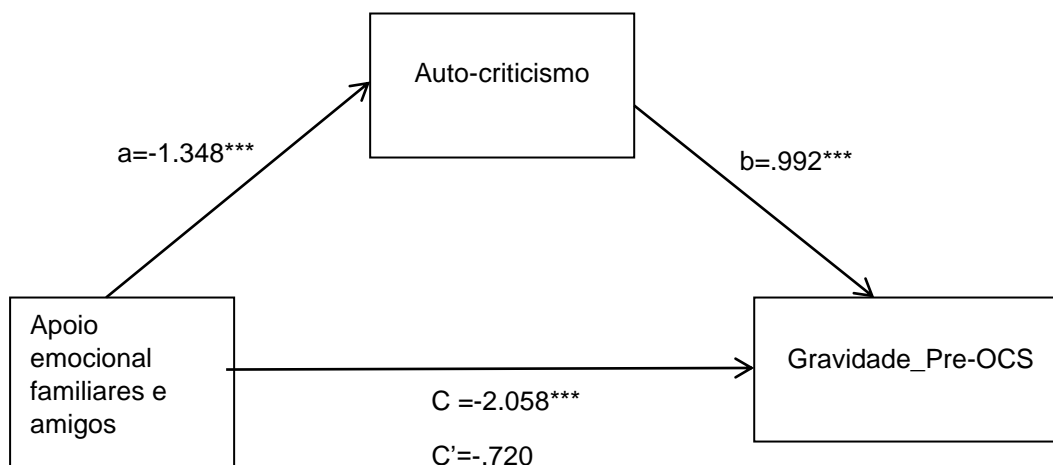 Auto-criticismo
a=-1.348***
b=.992***
Apoio
emocional
familiares e
amigos
Gravidade_Pre-OCS
C =-2.058***
C’=-.720